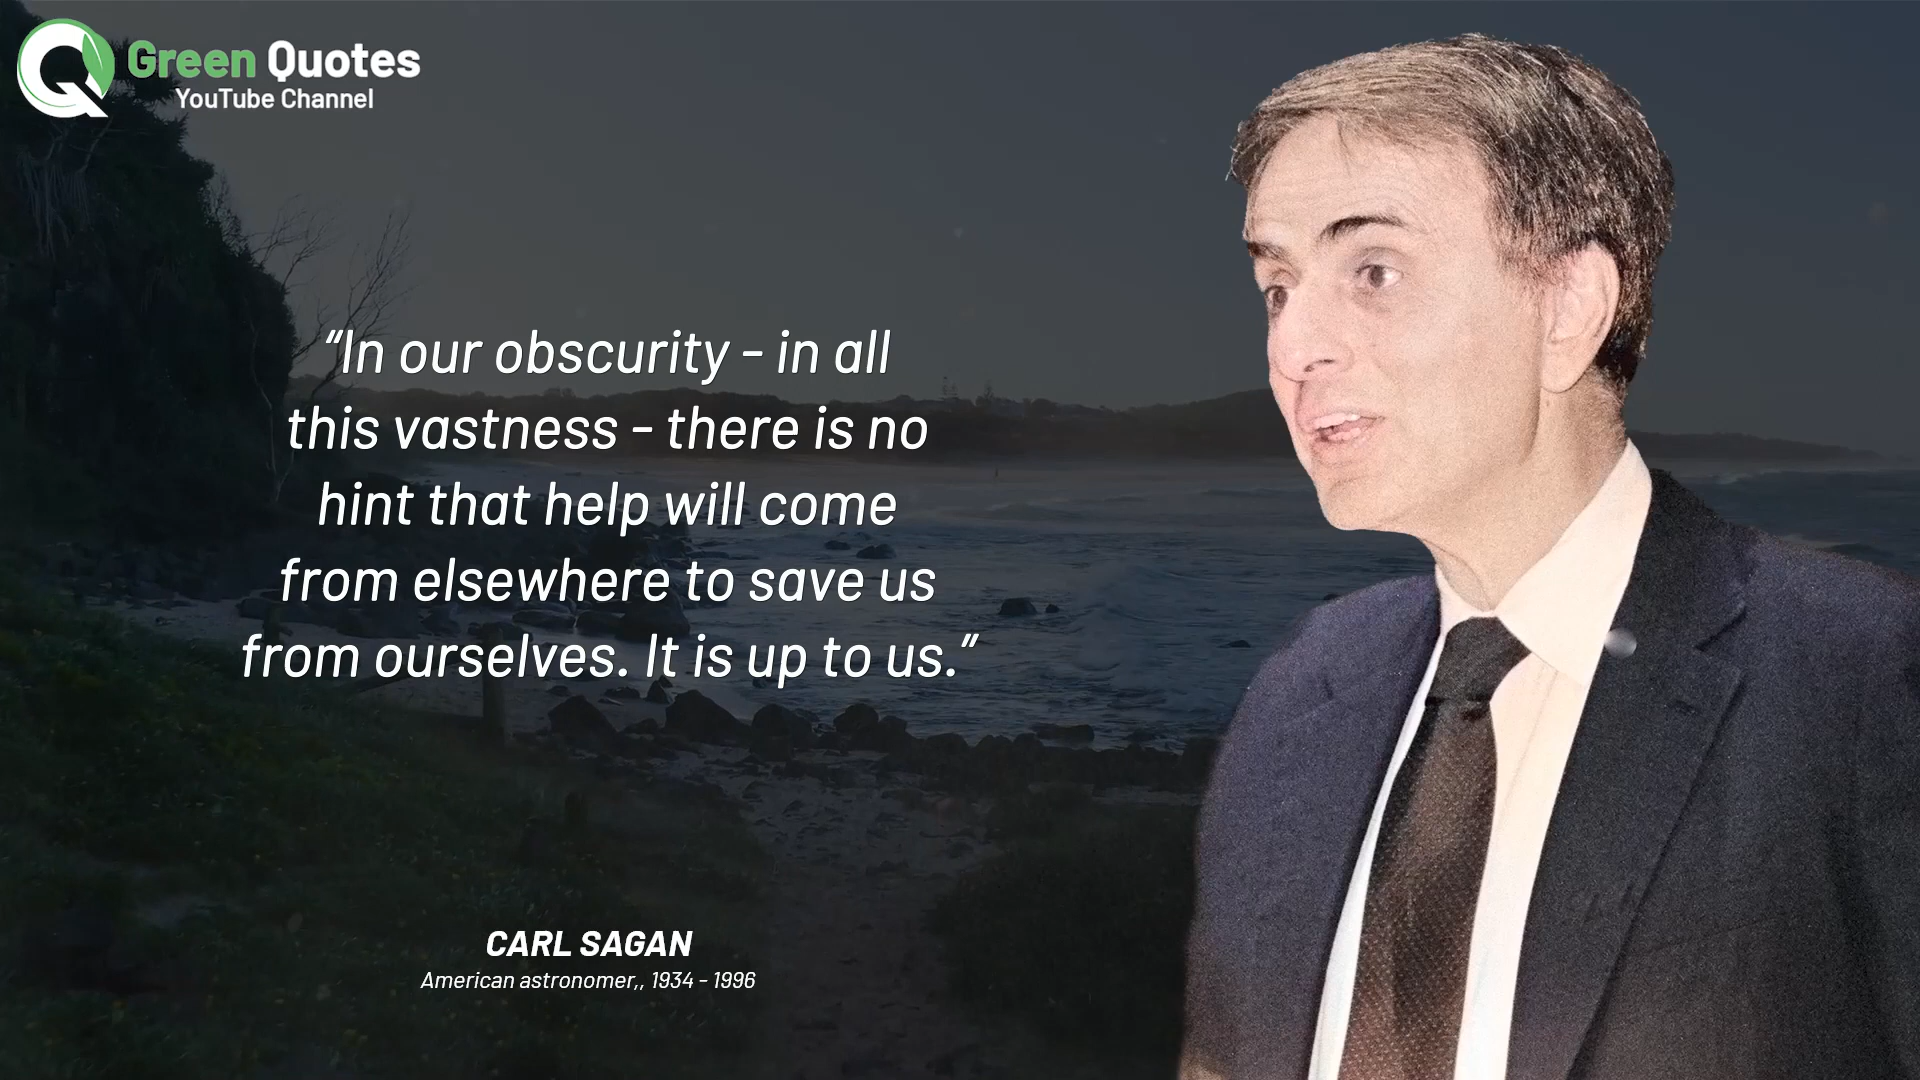 Green Quotes
YouTube Channel
“In our obscurity - in all
this vastness - there is no
hint that help will come
from elsewhere to save us
from ourselves. It is up to us.”
CARL SAGAN
American astronomer,, 1934 - 1996